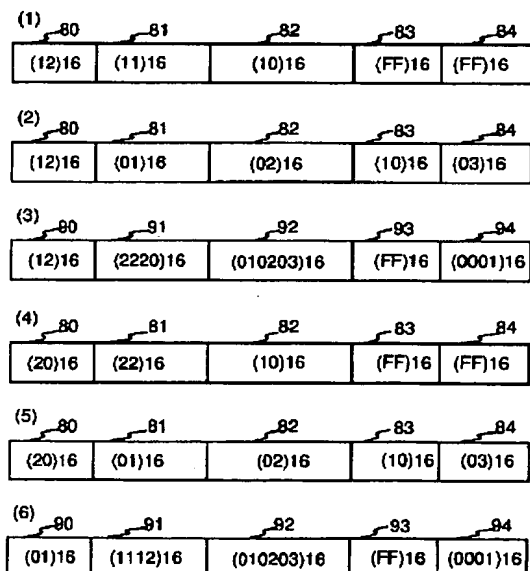 (1) 80 81 82 83 84
(12)16 (11)16 (10)16 (FF)16 (FF)16
(2) 80 81 82 83 84
(12)16 (01)16 (02)16 (10)16 (03)16
(3) 90 91 92 93 94
(12)16 (2220)16 (010203)16 (FF)16 (0001)16
(4) 80 81 82 83 84
(20)16 (22)16 (10)16 (FF)16 (FF)16
(5) 80 81 82 83 84
(20)16 (01)16 (02)16 (10)16 (03)16
(6) 90 91 92 93 94
(01)16 (1112)16 (010203)16 (FF)16 (0001)16